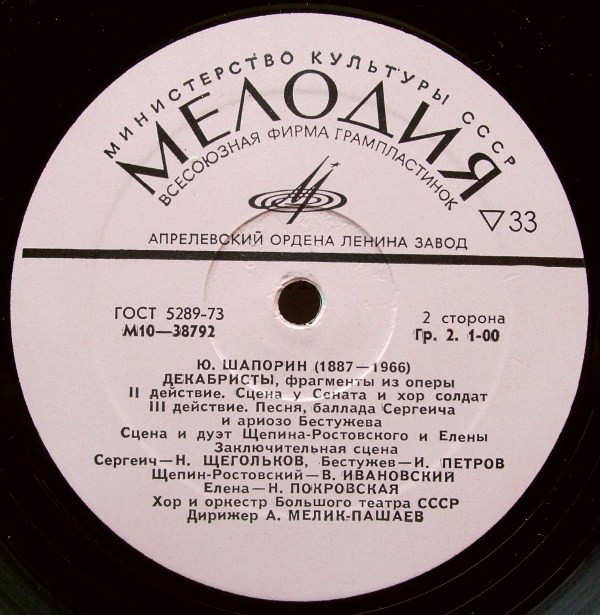 МИНИСТЕРСТВО КУЛЬТУРЫ СССР
МЕЛОДИЯ
ВСЕСОЮЗНАЯ ФИРМА ГРАМПЛАСТИНОК
▽33
АПРЕЛЕВСКИЙ ОРДЕНА ЛЕНИНА ЗАВОД
ГОСТ 5289-73
М10—38792
2 сторона
Гр. 2. 1-00
Ю. ШАПОРИН (1887—1966)
ДЕКАБРИСТЫ, фрагменты из оперы
II действие. Сцена у Сената и хор солдат
III действие. Песня, баллада Сергеича
и ариозо Бестужева
Сцена и дуэт Щепина-Ростовского и Елены
Заключительная сцена
Сергеич—Н. ЩЕГОЛЬКОВ, Бестужев—И. ПЕТРОВ
Щепин-Ростовский—В. ИВАНОВСКИЙ
Елена—Н. ПОКРОВСКАЯ
Хор и оркестр Большого театра СССР
Дирижер А. МЕЛИК-ПАШАЕВ